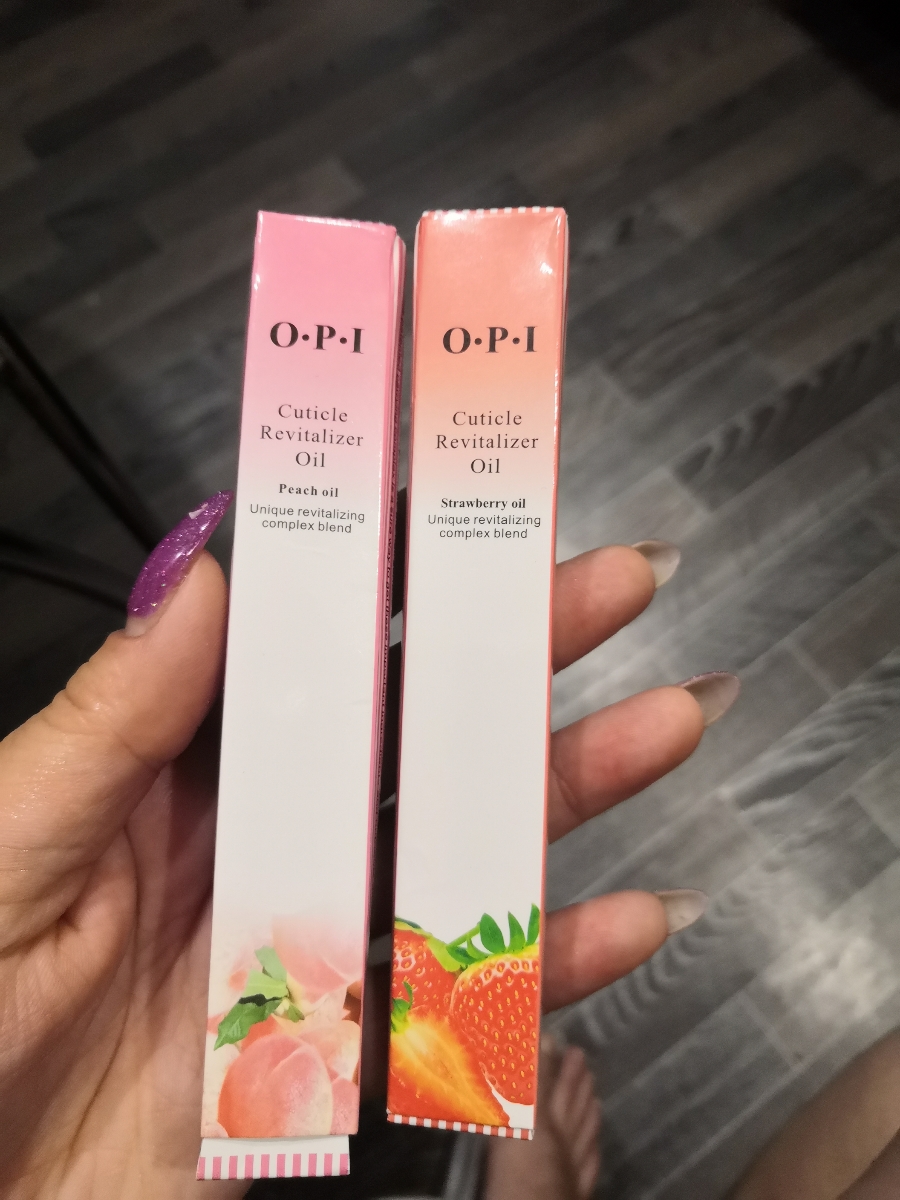 O·P·I
Cuticle
Revitalizer
Oil
Peach oil
Unique revitalizing
complex blend
O·P·I
Cuticle
Revitalizer
Oil
Strawberry oil
Unique revitalizing
complex blend